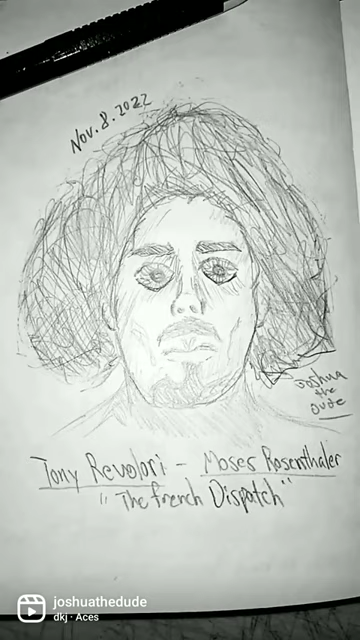 Nov. 8. 2022
Joshua
the
Dude
Tony Revolori - Moses Rosenthaler
"The French Dispatch"
joshuathedude
dkj · Aces